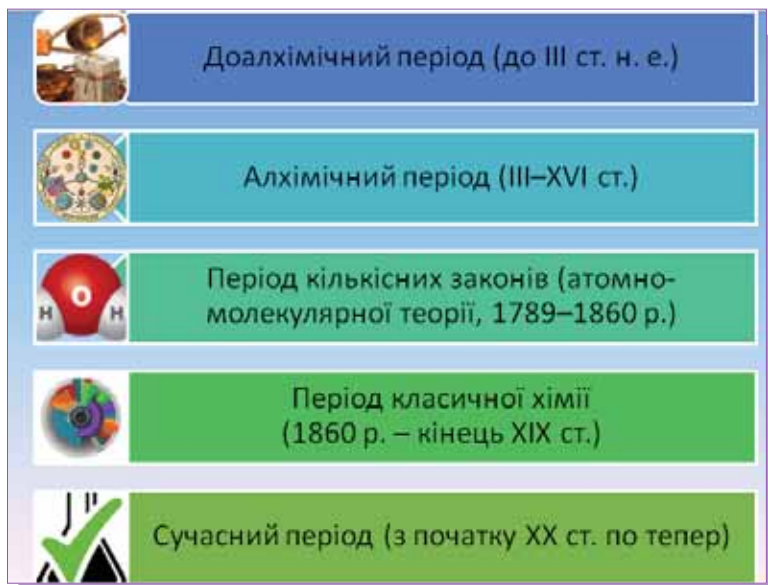 Доалхімічний період (до III ст. н. е.)
Алхімічний період (III–XVI ст.)
Період кількісних законів (атомно-
молекулярної теорії, 1789–1860 р.)
O
H H
Період класичної хімії
(1860 р. – кінець XIX ст.)
Сучасний період (з початку XX ст. по тепер)